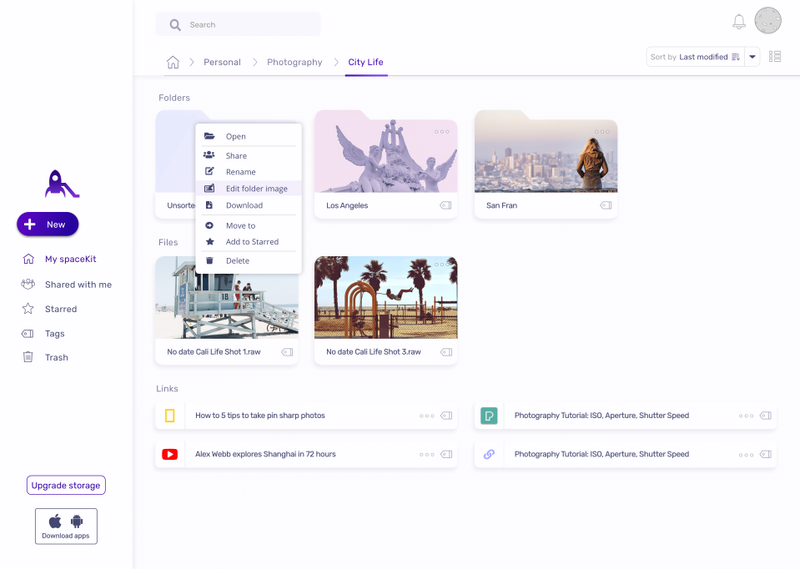 Search
Personal
Photography
City Life
Sort by Last modified
Folders
Open
Share
Rename
Edit folder image
Download
Move to
Add to Starred
Delete
Unsorte
Los Angeles
San Fran
New
My spaceKit
Shared with me
Starred
Tags
Trash
Files
18
No date Cali Life Shot 1.raw
No date Cali Life Shot 3.raw
Links
How to 5 tips to take pin sharp photos
Photography Tutorial: ISO, Aperture, Shutter Speed
Alex Webb explores Shanghai in 72 hours
Photography Tutorial: ISO, Aperture, Shutter Speed
Upgrade storage
Download apps